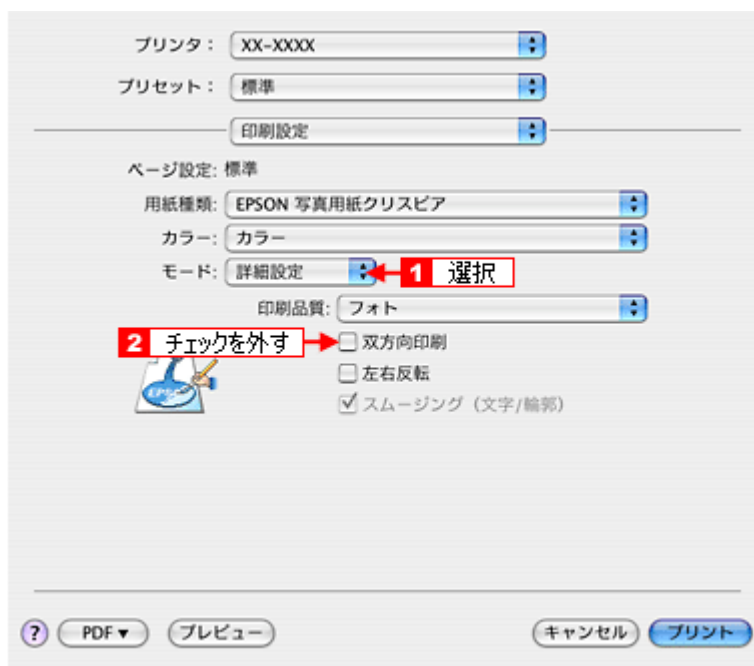 プリンタ： XX-XXXX
プリセット： 標準
印刷設定
ページ設定: 標準
用紙種類: EPSON 写真用紙クリスピア
カラー: カラー
モード: 詳細設定 1 選択
印刷品質: フォト
2 チェックを外す 双方向印刷
EPSON 左右反転
スムージング（文字/輪郭）
? PDF▼ プレビュー キャンセル プリント